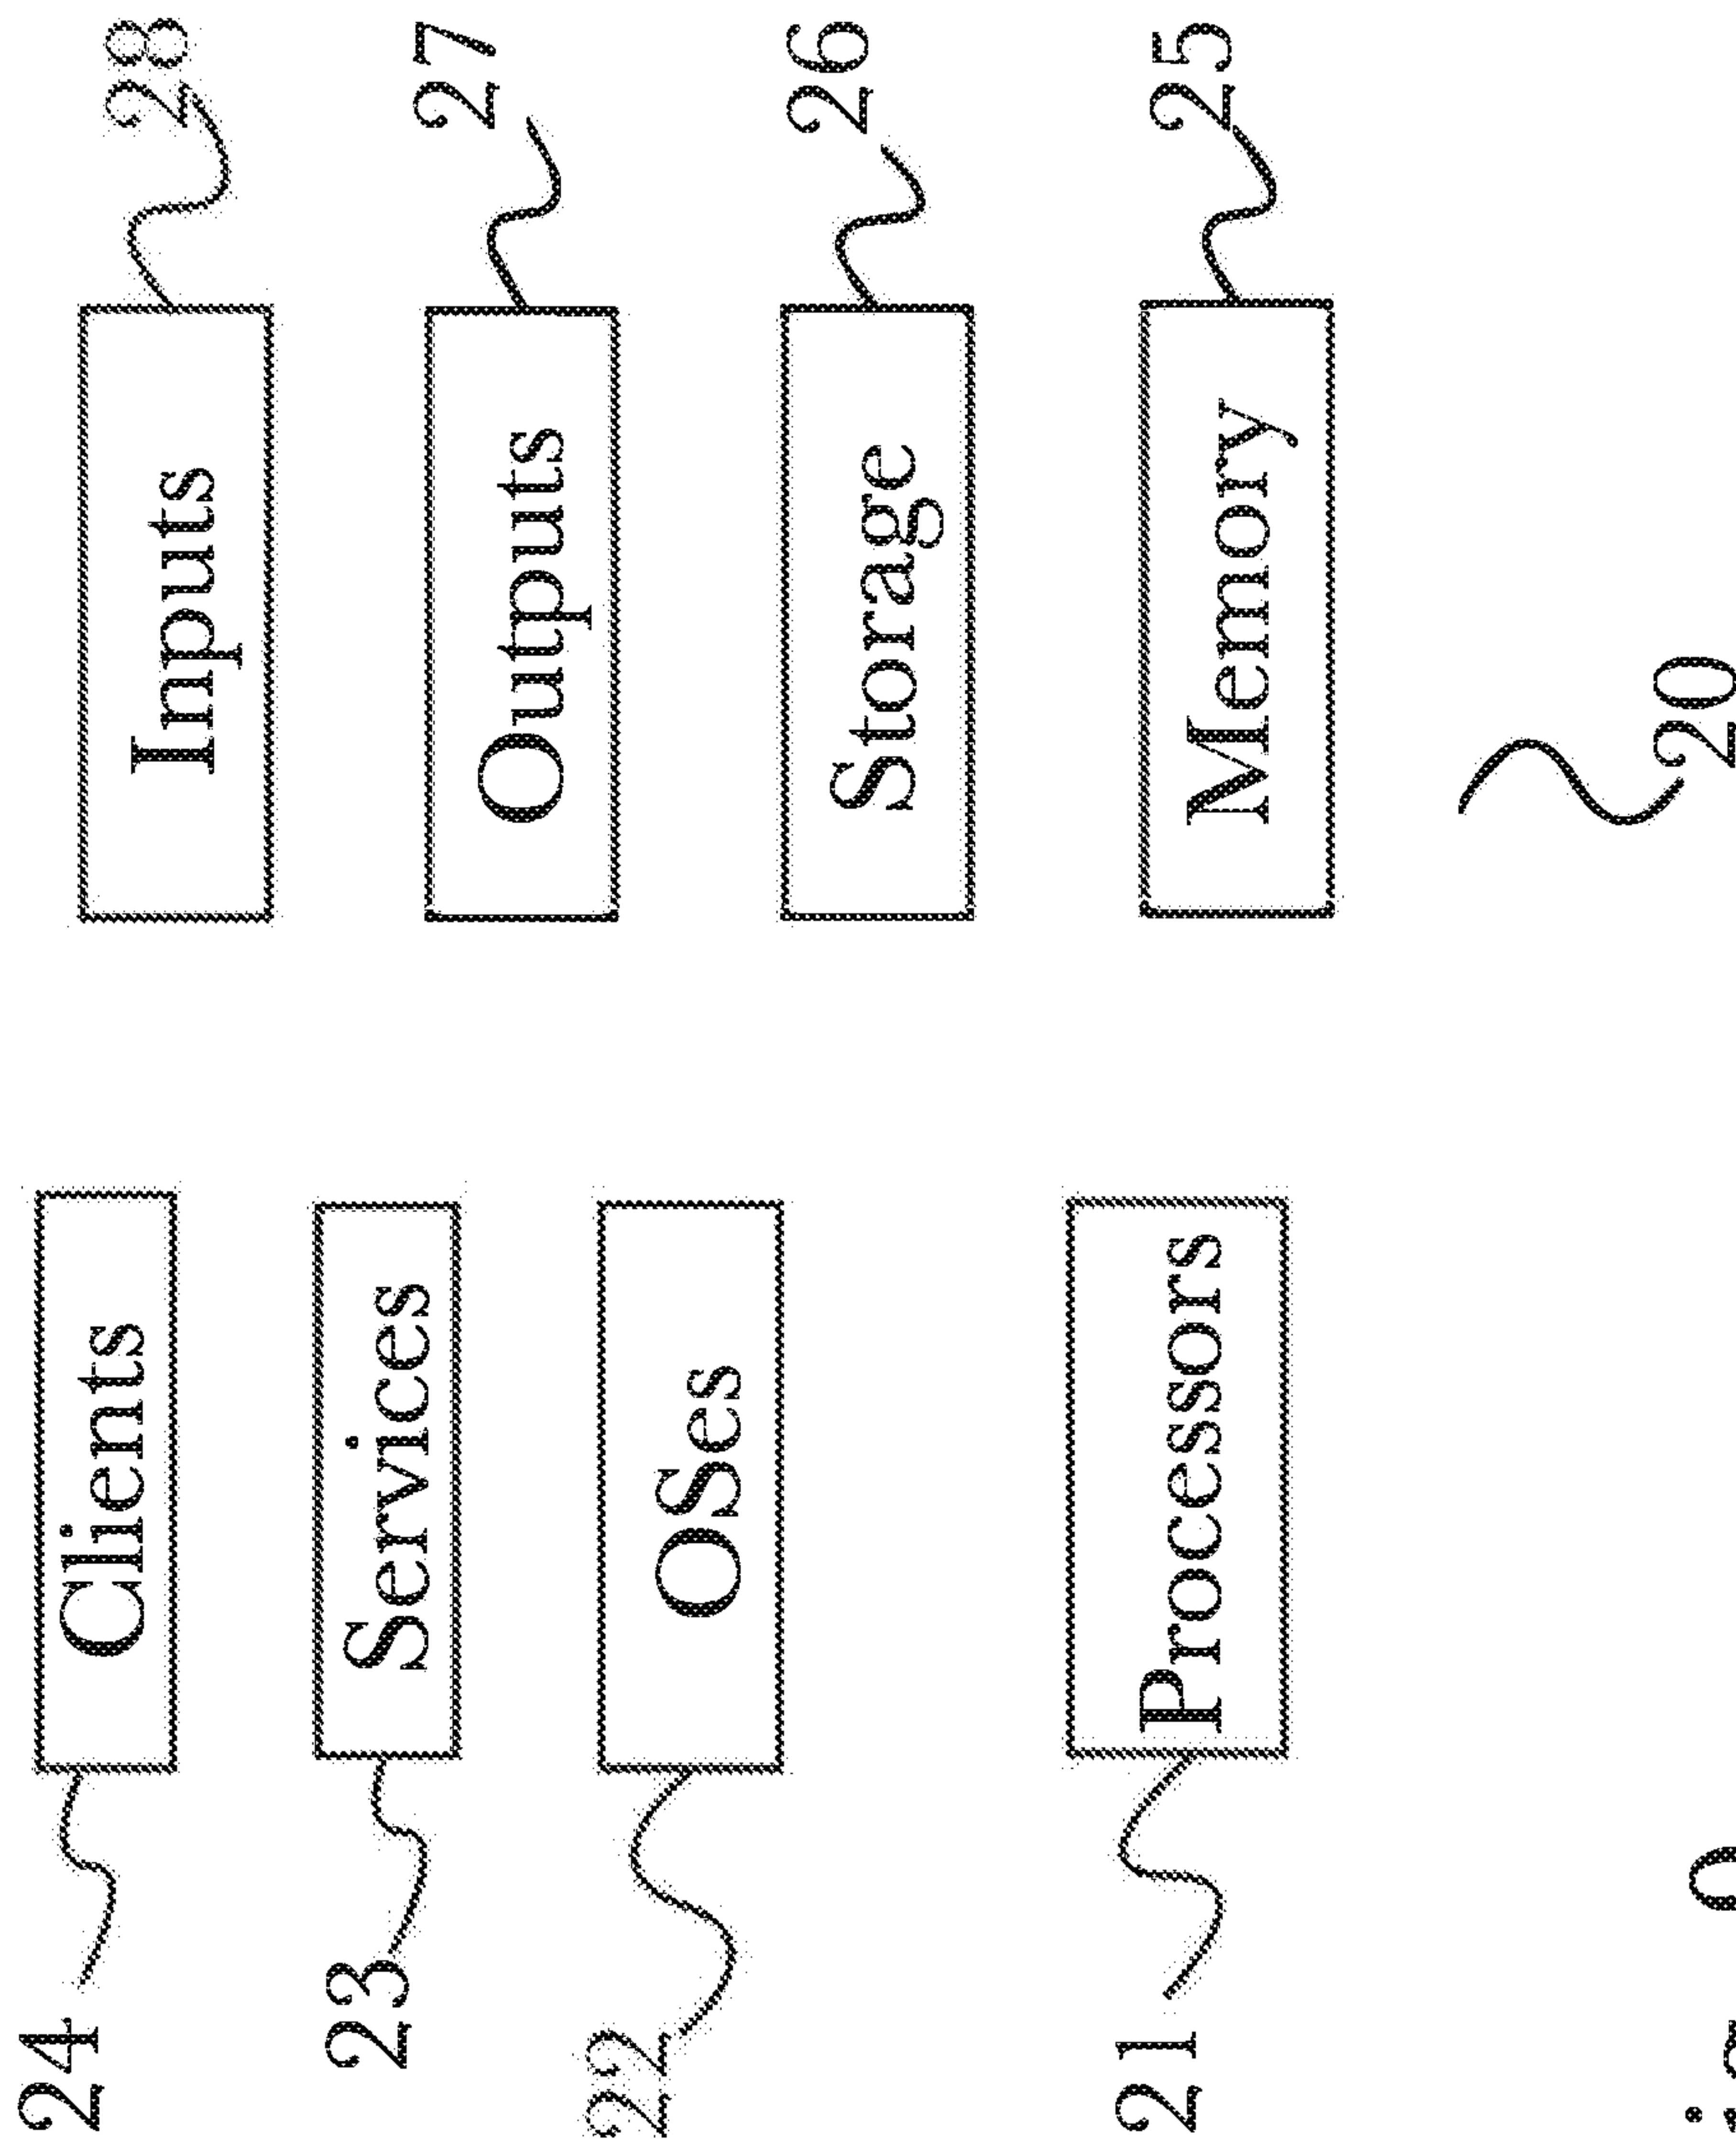 24 Clients Inputs 28
23 Services Outputs 27
22 OSes Storage 26
21 Processors Memory 25
20